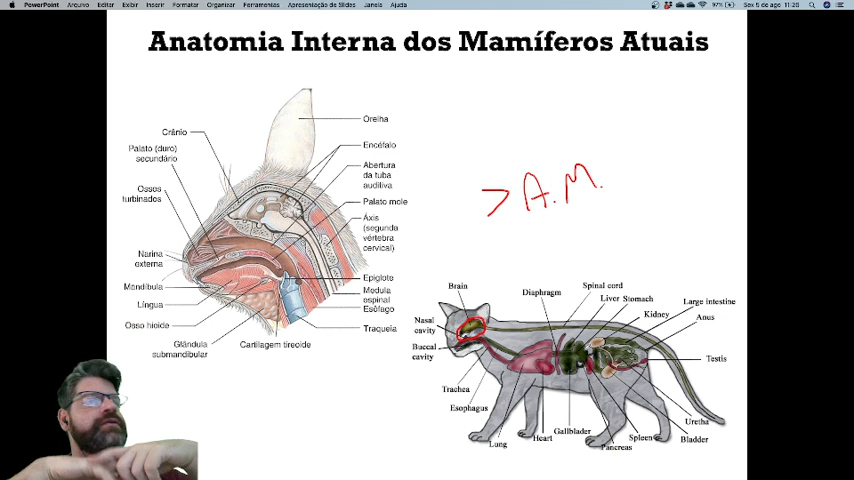 PowerPoint Arquivo Editar Exibir Inserir Formatar Organizar Ferramentas Apresentação de Slides Janela Ajuda
97% Sex 5 de ago 11:20
Anatomia Interna dos Mamíferos Atuais
Orelha
Crânio
Encéfalo
Palato (duro)
secundário
Abertura
da tuba
auditiva
Ossos
turbinados
Palato mole
Áxis
(segunda
vértebra
cervical)
Narina
externa
Epiglote
Mandíbula
Medula
espinal
Língua
Esôfago
Osso hioide
Traqueia
Glândula
submandibular
Cartilagem tireoide
> A.M.
Brain
Diaphragm
Spinal cord
Liver
Stomach
Large intestine
Nasal
cavity
Kidney
Anus
Buccal
cavity
Testis
Trachea
Esophagus
Uretha
Lung
Heart
Gallbladder
Pancreas
Spleen
Bladder